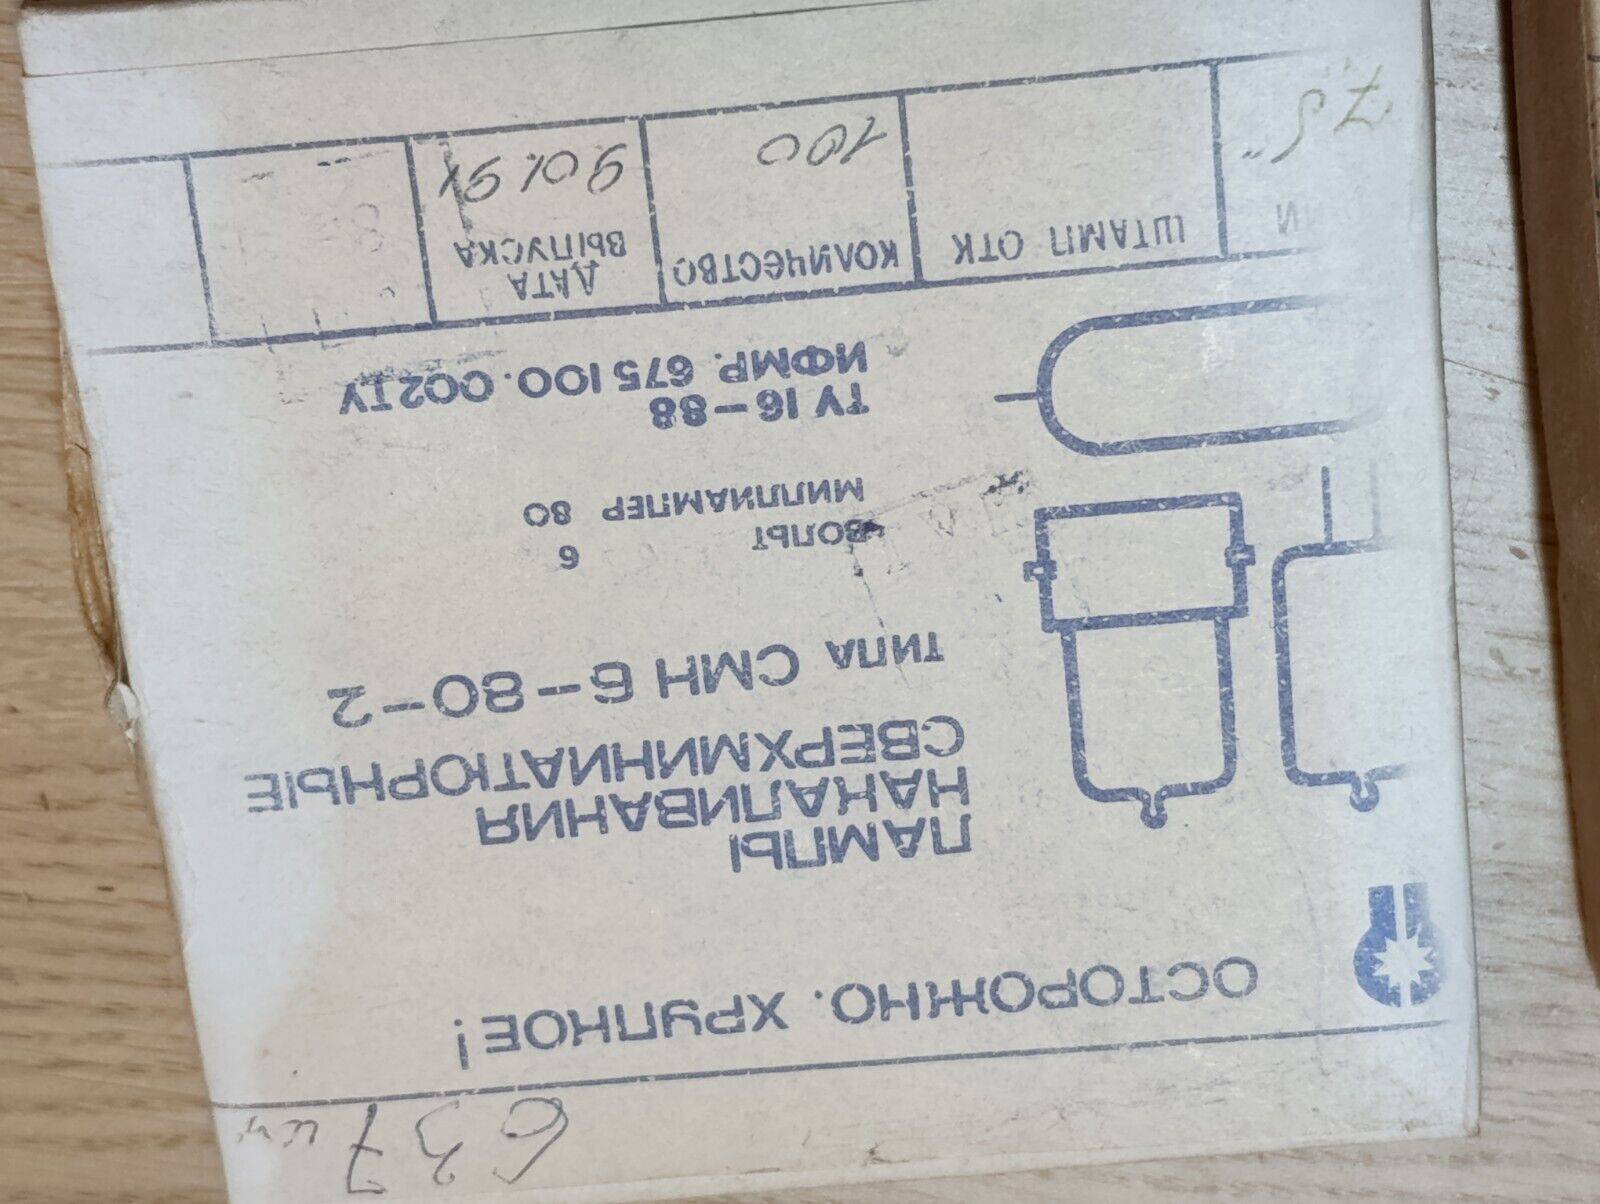 637 шт
ОСТОРОЖНО. ХРУПКОЕ!
ЛАМПЫ
НАКАЛИВАНИЯ
СВЕРХМИНИАТЮРНЫЕ
ТИПА СМН 6-80-2
ВОЛЬТ 6
МИЛЛИАМПЕР 80
ТУ 16-88
ИФМР. 675 100. 002ТУ
ШТАМП ОТК
КОЛИЧЕСТВО 100
ДАТА
ВЫПУСКА